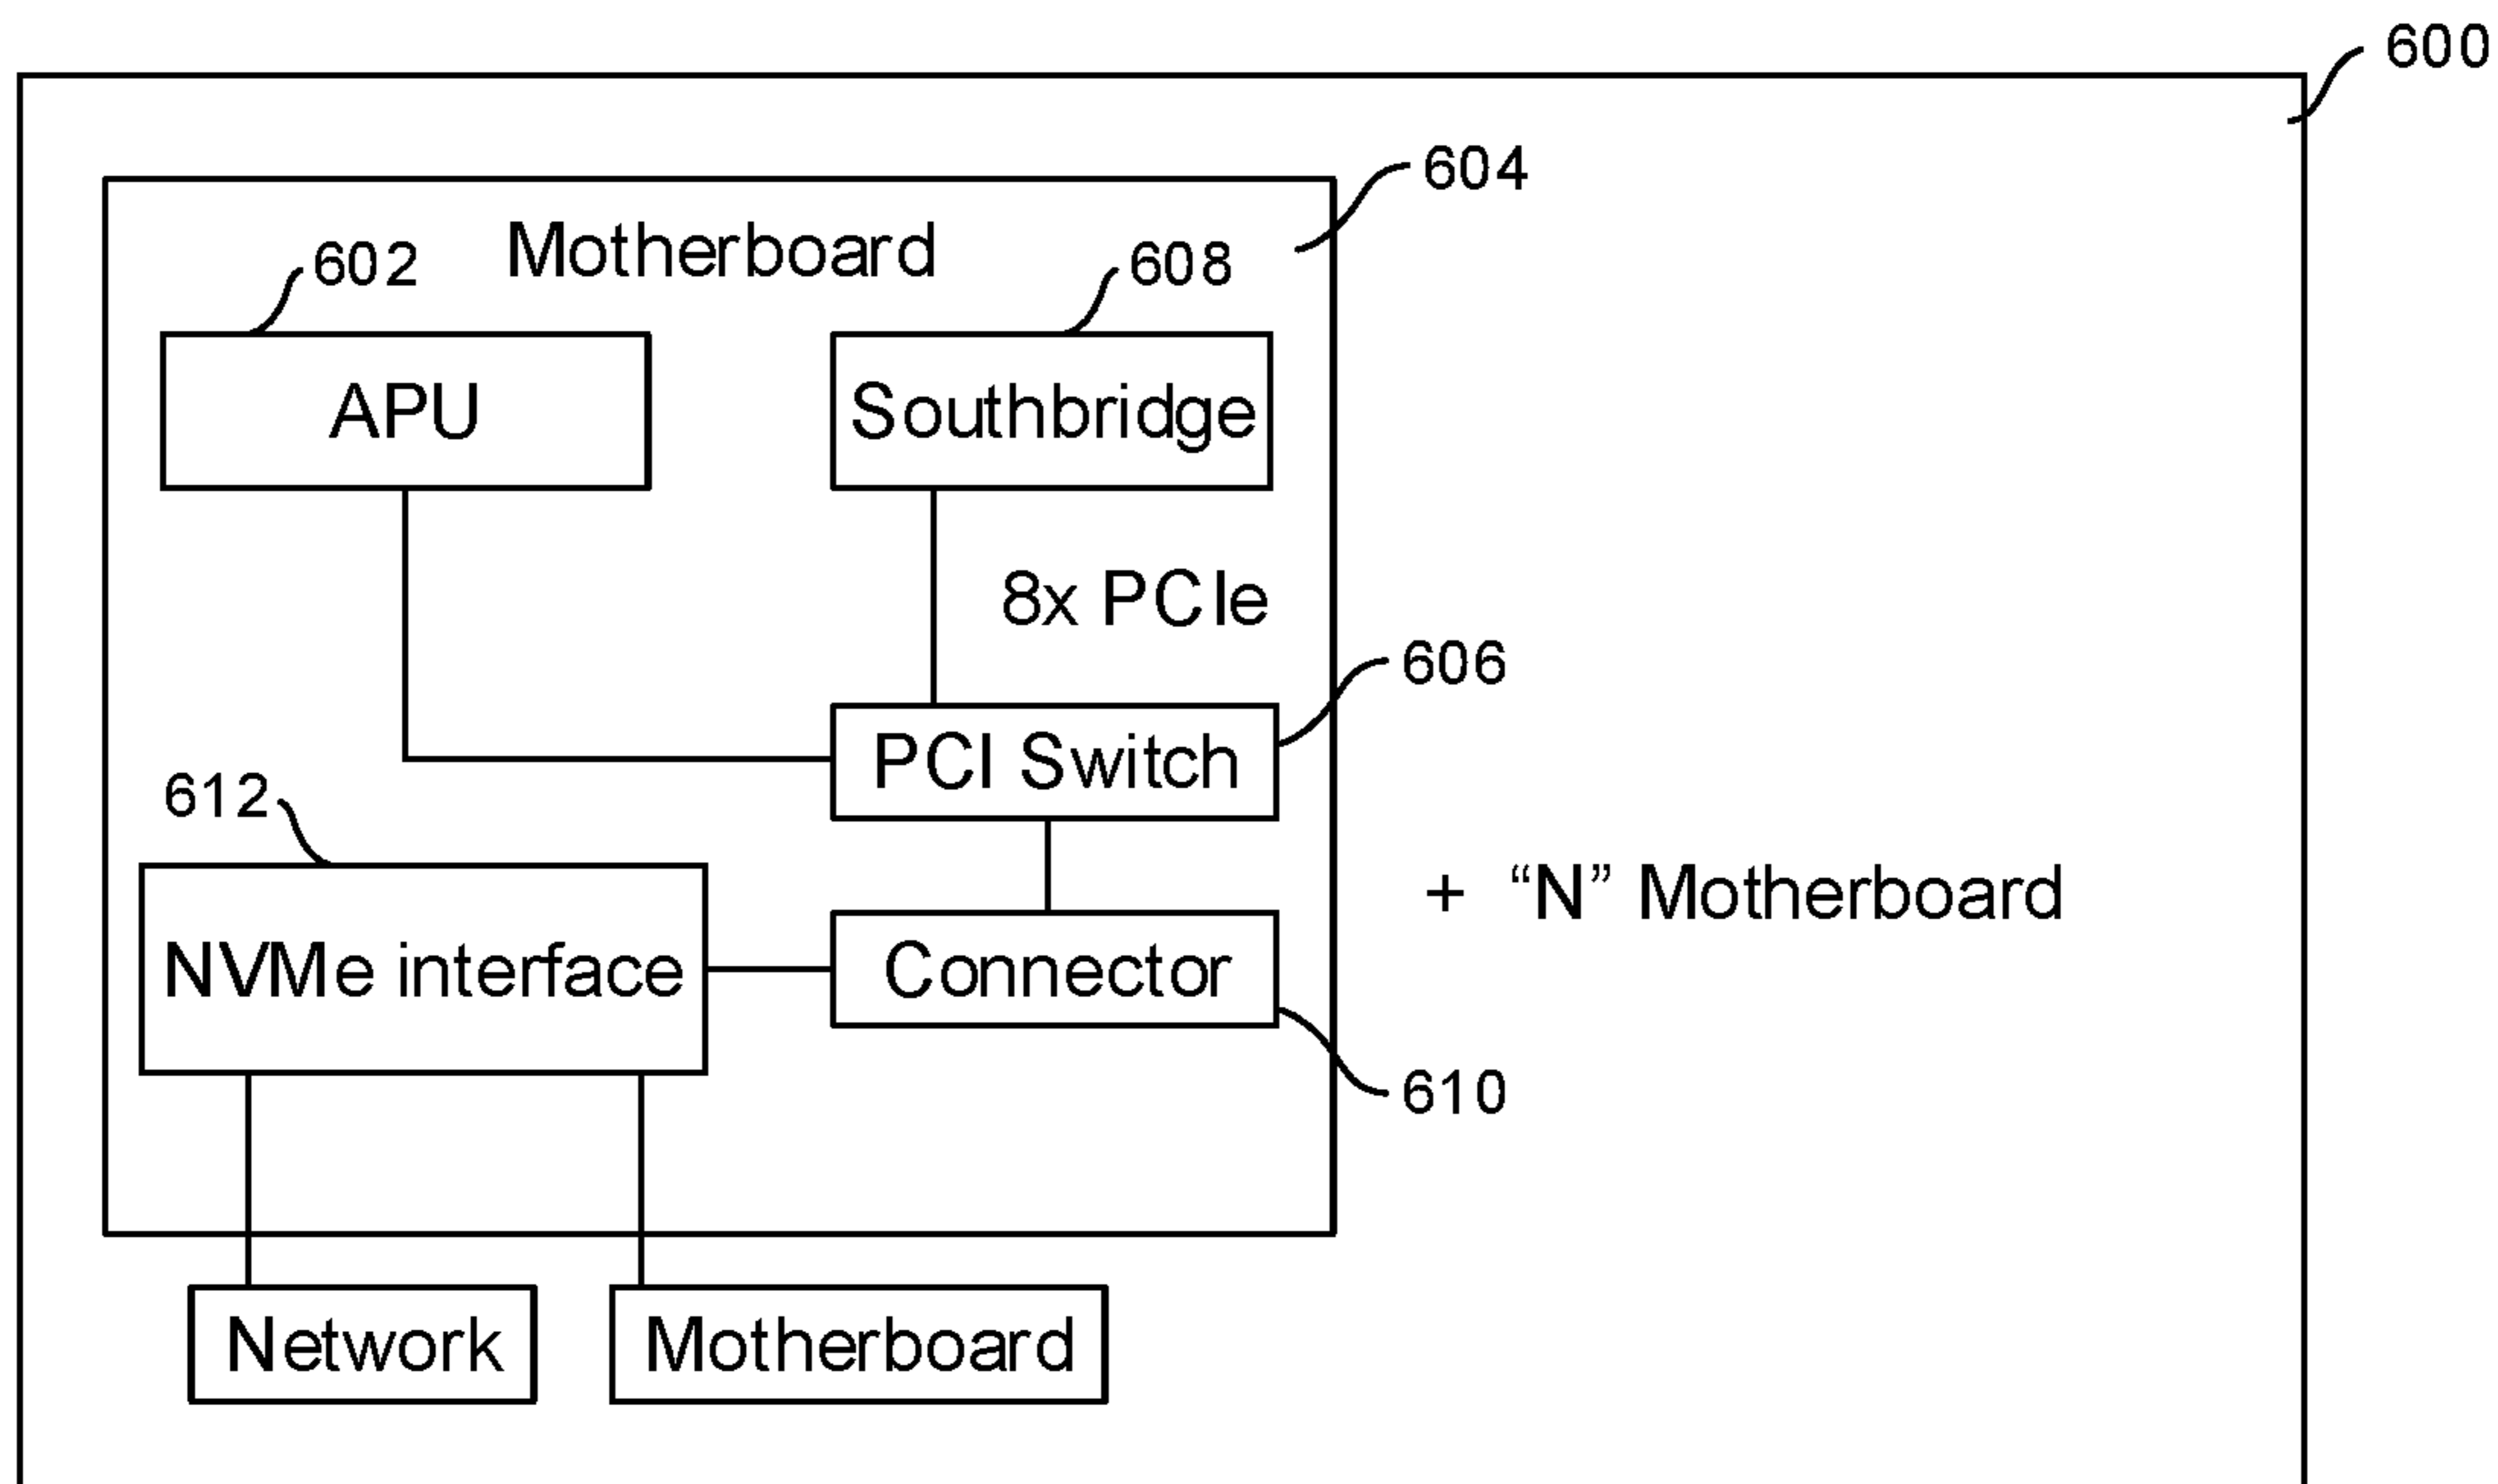 600
604
Motherboard
602
608
APU
Southbridge
8x PCIe
606
PCI Switch
612
+ “N” Motherboard
NVMe interface
Connector
610
Network
Motherboard